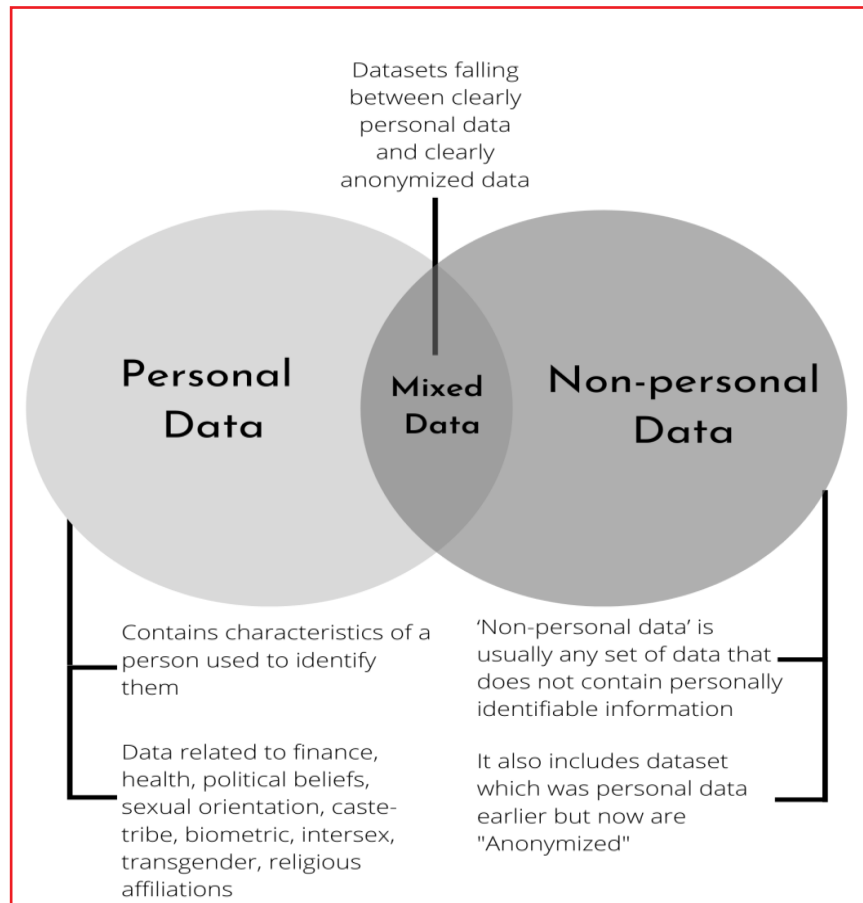 Datasets falling
between clearly
personal data
and clearly
anonymized data
Personal
Data
Mixed
Data
Non-personal
Data
Contains characteristics of a
person used to identify
them
Data related to finance,
health, political beliefs,
sexual orientation, caste-
tribe, biometric, intersex,
transgender, religious
affiliations
‘Non-personal data’ is
usually any set of data that
does not contain personally
identifiable information
It also includes dataset
which was personal data
earlier but now are
"Anonymized"